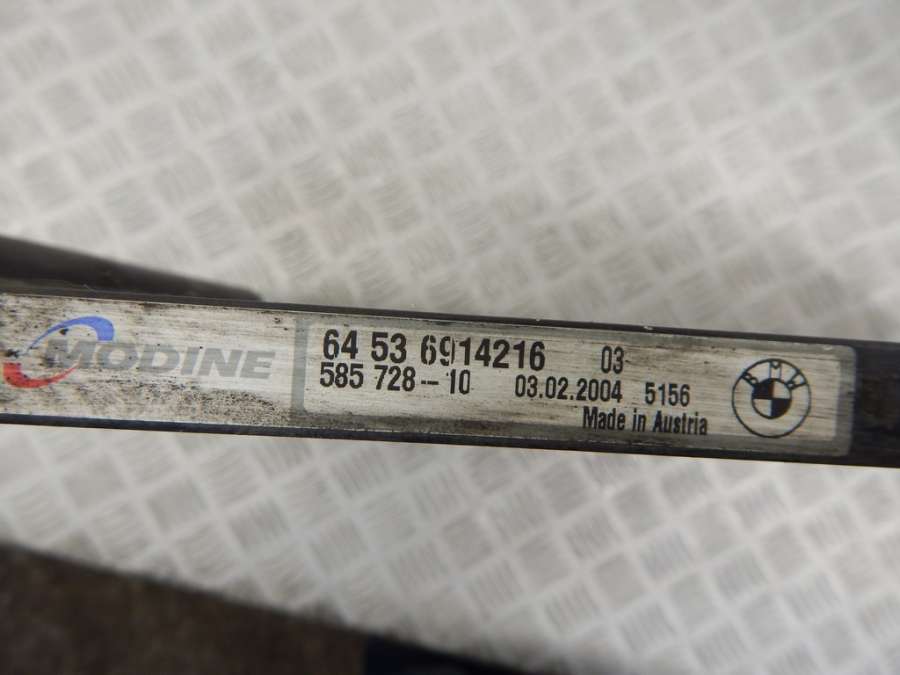 MODINE
64 53 6914216 03
585 728-10 03.02.2004 5156
Made in Austria
BMW